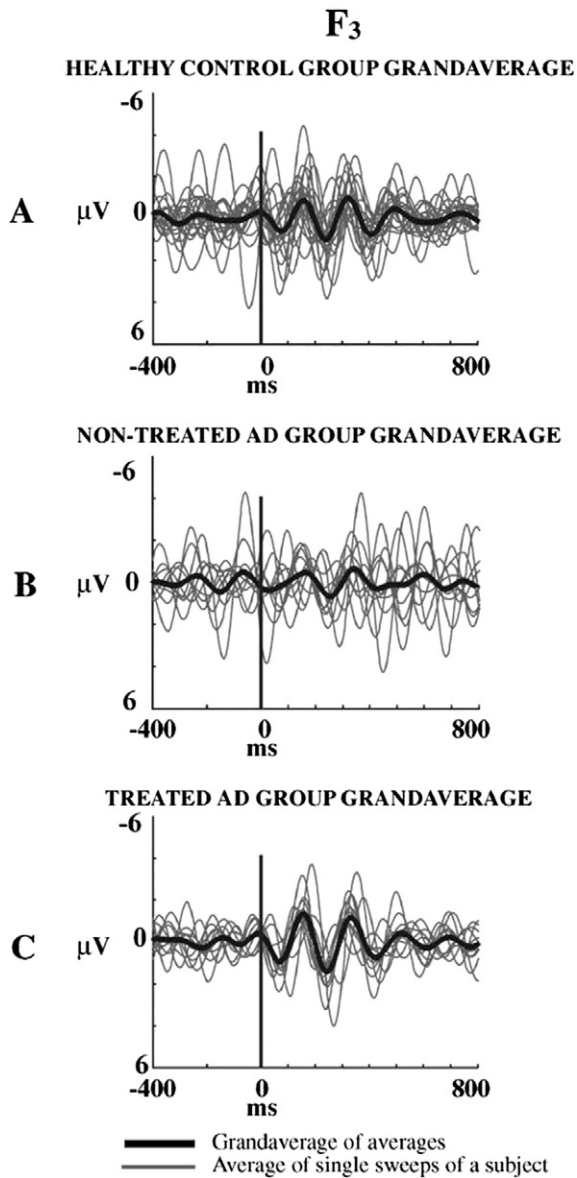 F3
HEALTHY CONTROL GROUP GRANDAVERAGE
-6
A μV 0
6
-400 0 800
ms
NON-TREATED AD GROUP GRANDAVERAGE
-6
B μV 0
6
-400 0 800
ms
TREATED AD GROUP GRANDAVERAGE
-6
C μV 0
6
-400 0 800
ms
Grandaverage of averages
Average of single sweeps of a subject